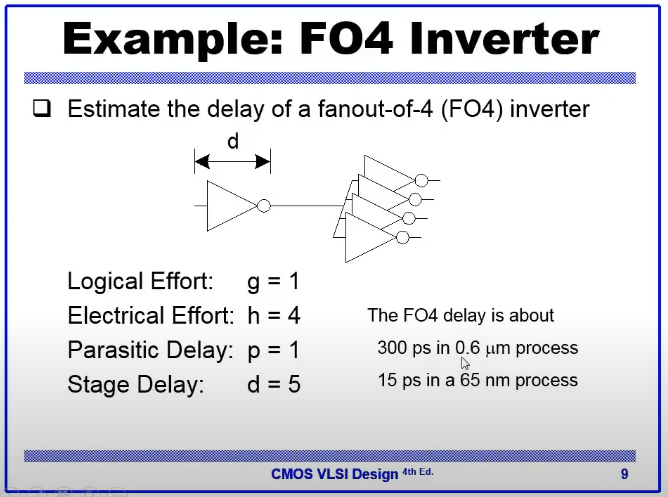 Example: FO4 Inverter
❑ Estimate the delay of a fanout-of-4 (FO4) inverter
d
Logical Effort: g = 1
Electrical Effort: h = 4
Parasitic Delay: p = 1
Stage Delay: d = 5
The FO4 delay is about
300 ps in 0.6 μm process
15 ps in a 65 nm process
CMOS VLSI Design 4th Ed.
9